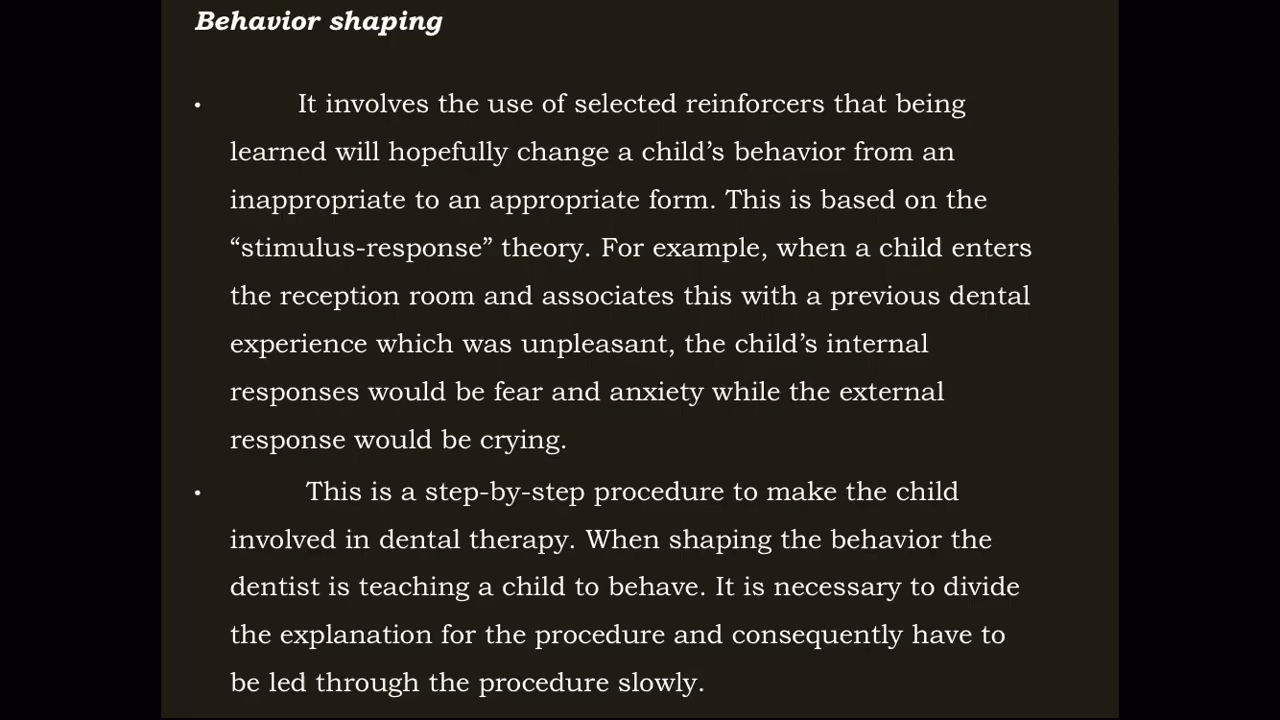 Behavior shaping
• It involves the use of selected reinforcers that being
learned will hopefully change a child’s behavior from an
inappropriate to an appropriate form. This is based on the
“stimulus-response” theory. For example, when a child enters
the reception room and associates this with a previous dental
experience which was unpleasant, the child’s internal
responses would be fear and anxiety while the external
response would be crying.
• This is a step-by-step procedure to make the child
involved in dental therapy. When shaping the behavior the
dentist is teaching a child to behave. It is necessary to divide
the explanation for the procedure and consequently have to
be led through the procedure slowly.